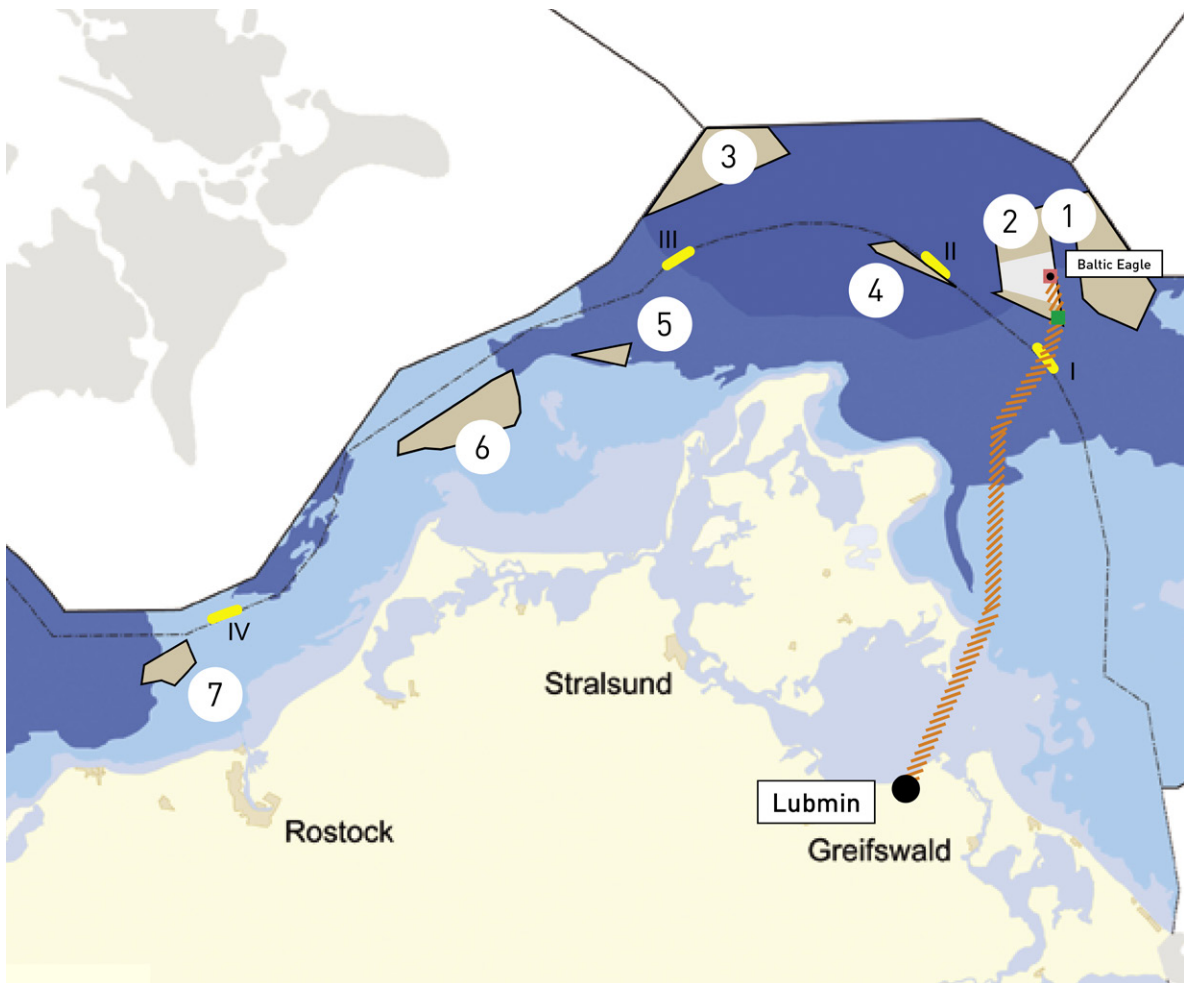 3
1
2
III
II
Baltic Eagle
4
5
I
6
IV
7
Stralsund
Lubmin
Rostock
Greifswald